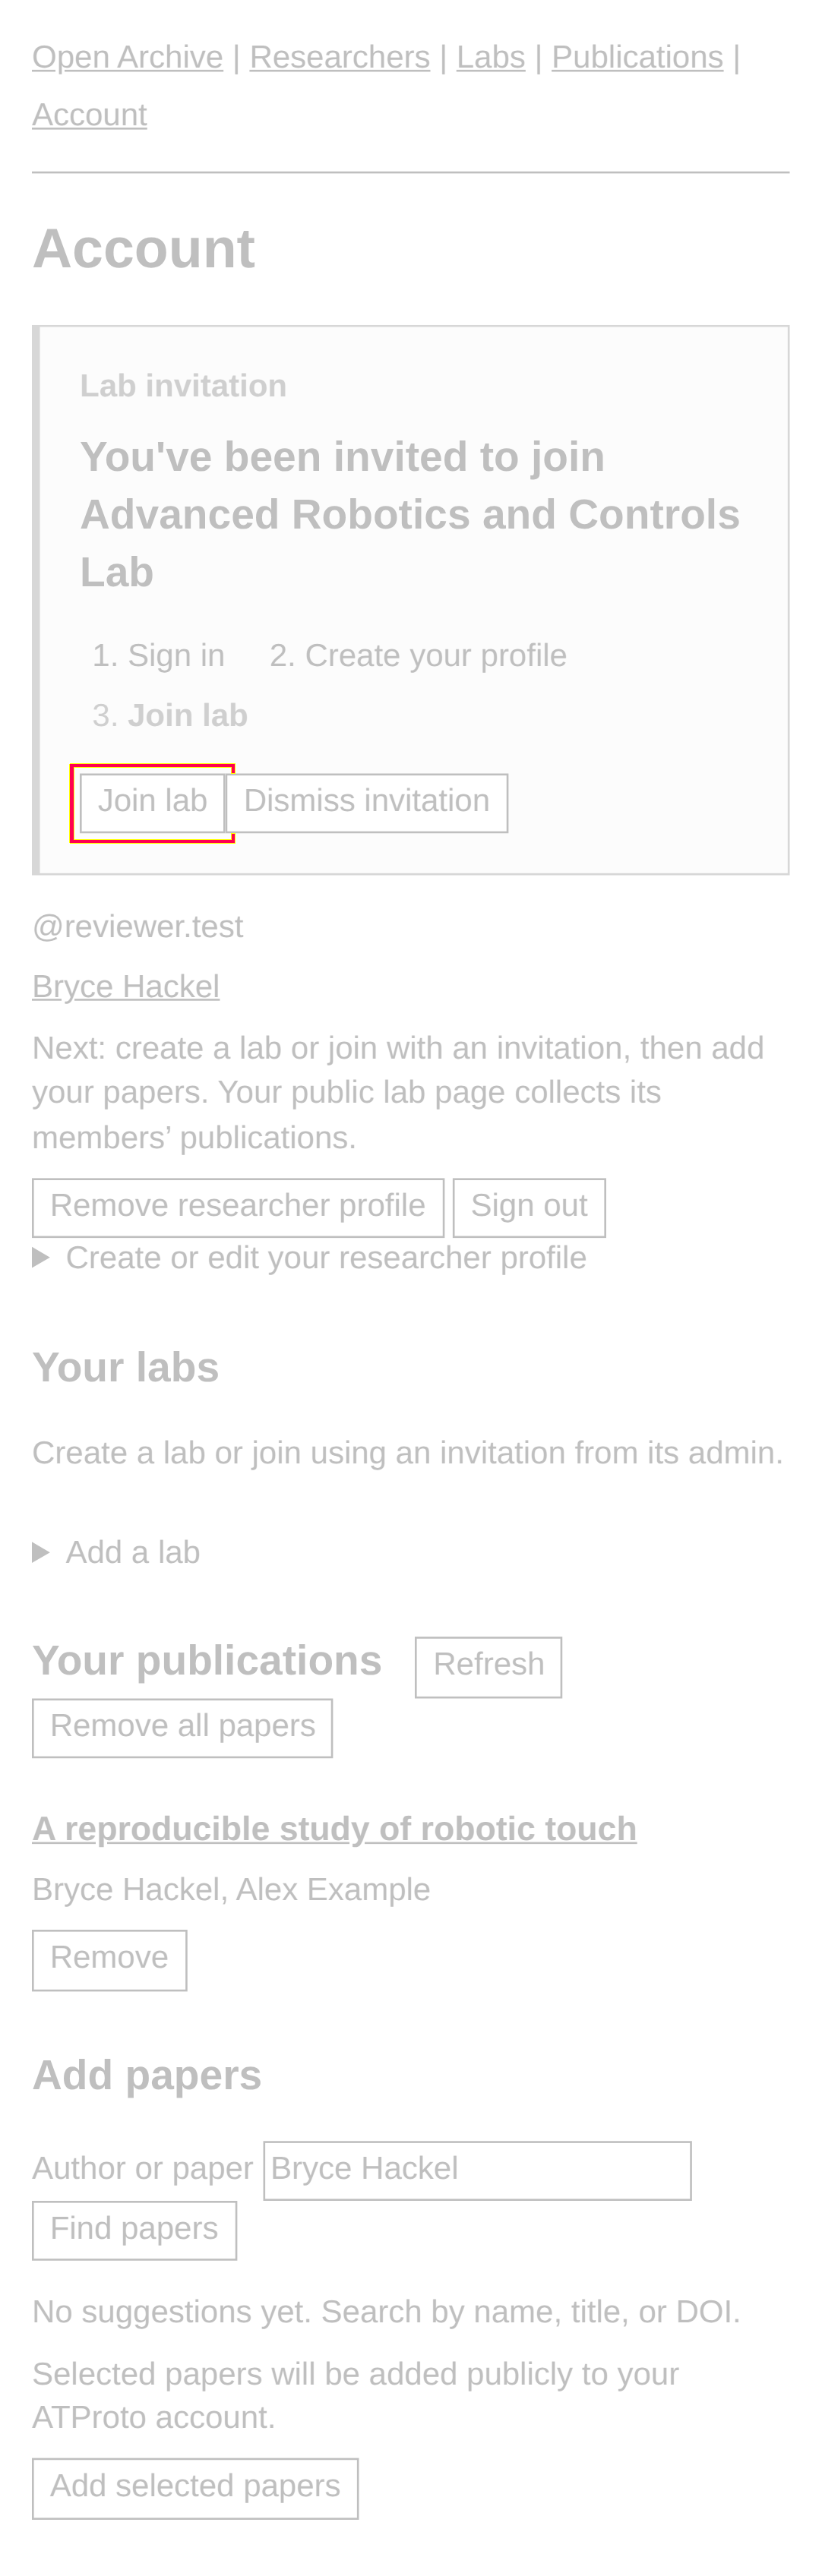 Open Archive | Researchers | Labs | Publications |
Account
Account
Lab invitation
You've been invited to join
Advanced Robotics and Controls
Lab
1. Sign in 2. Create your profile
3. Join lab
Join lab Dismiss invitation
@reviewer.test
Bryce Hackel
Next: create a lab or join with an invitation, then add
your papers. Your public lab page collects its
members’ publications.
Remove researcher profile Sign out
Create or edit your researcher profile
Your labs
Create a lab or join using an invitation from its admin.
Add a lab
Your publications Refresh
Remove all papers
A reproducible study of robotic touch
Bryce Hackel, Alex Example
Remove
Add papers
Author or paper Bryce Hackel
Find papers
No suggestions yet. Search by name, title, or DOI.
Selected papers will be added publicly to your
ATProto account.
Add selected papers